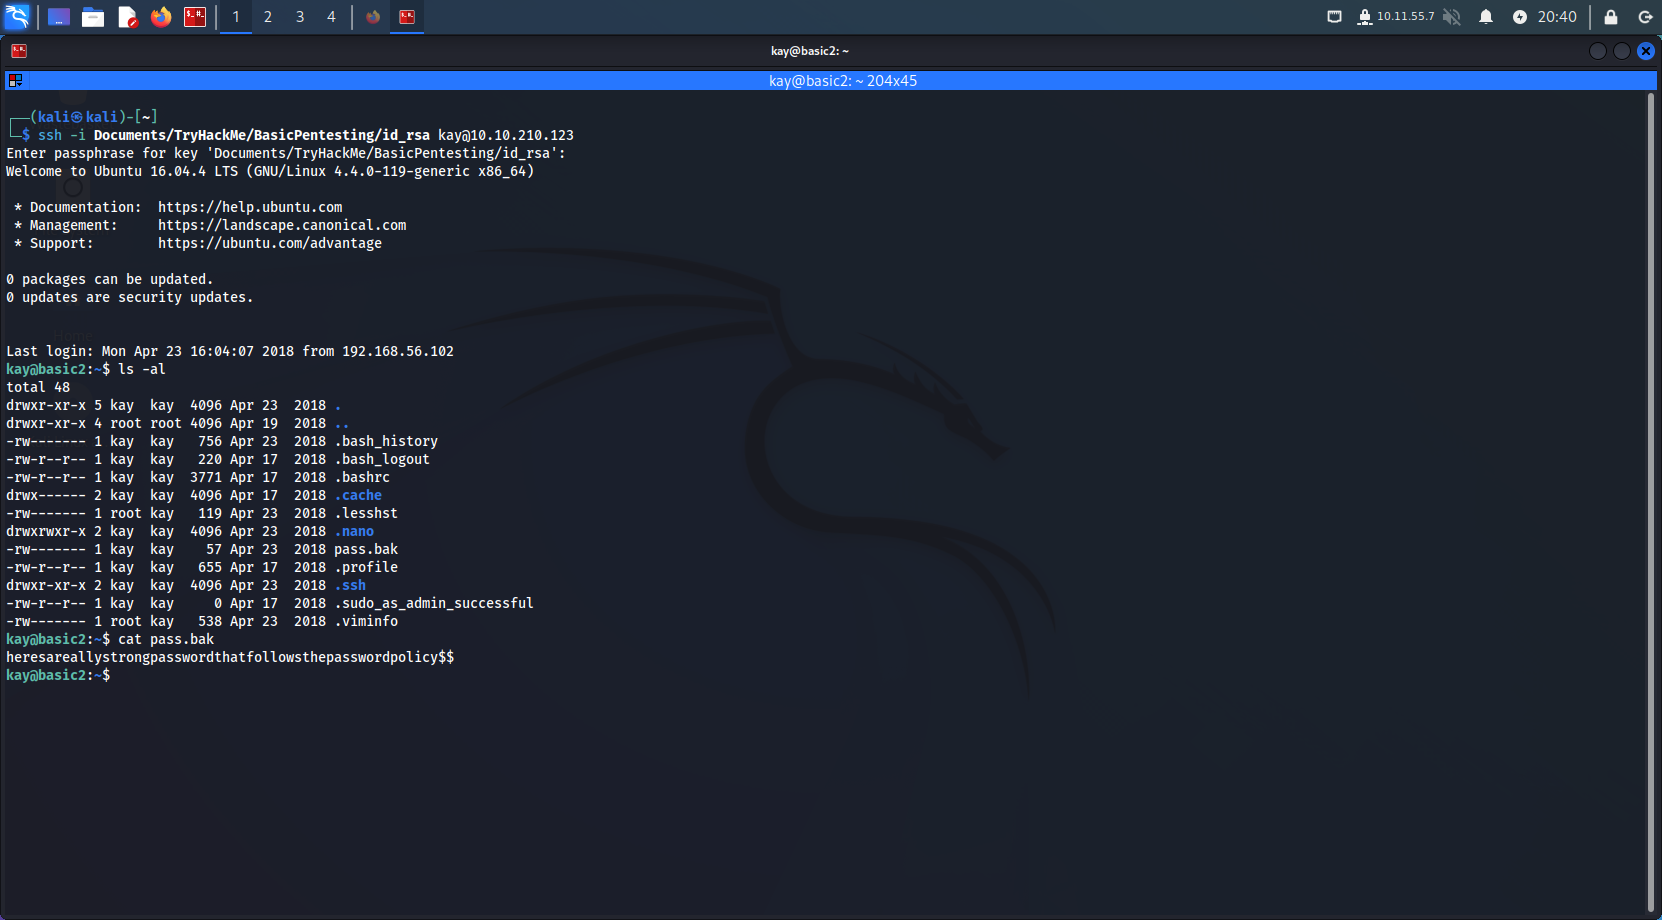 1 2 3 4 10.11.55.7 20:40
kay@basic2: ~
kay@basic2: ~ 204x45
┌──(kali㉿kali)-[~]
└─$ ssh -i Documents/TryHackMe/BasicPentesting/id_rsa kay@10.10.210.123
Enter passphrase for key 'Documents/TryHackMe/BasicPentesting/id_rsa':
Welcome to Ubuntu 16.04.4 LTS (GNU/Linux 4.4.0-119-generic x86_64)
* Documentation:  https://help.ubuntu.com
* Management:     https://landscape.canonical.com
* Support:        https://ubuntu.com/advantage
0 packages can be updated.
0 updates are security updates.
Last login: Mon Apr 23 16:04:07 2018 from 192.168.56.102
kay@basic2:~$ ls -al
total 48
drwxr-xr-x 5 kay  kay  4096 Apr 23  2018 .
drwxr-xr-x 4 root root 4096 Apr 19  2018 ..
-rw------- 1 kay  kay   756 Apr 23  2018 .bash_history
-rw-r--r-- 1 kay  kay   220 Apr 17  2018 .bash_logout
-rw-r--r-- 1 kay  kay  3771 Apr 17  2018 .bashrc
drwx------ 2 kay  kay  4096 Apr 17  2018 .cache
-rw------- 1 root kay   119 Apr 23  2018 .lesshst
drwxrwxr-x 2 kay  kay  4096 Apr 23  2018 .nano
-rw------- 1 kay  kay    57 Apr 23  2018 pass.bak
-rw-r--r-- 1 kay  kay   655 Apr 17  2018 .profile
drwxr-xr-x 2 kay  kay  4096 Apr 23  2018 .ssh
-rw-r--r-- 1 kay  kay     0 Apr 17  2018 .sudo_as_admin_successful
-rw------- 1 root kay   538 Apr 23  2018 .viminfo
kay@basic2:~$ cat pass.bak
heresareallystrongpasswordthatfollowsthepasswordpolicy$$
kay@basic2:~$